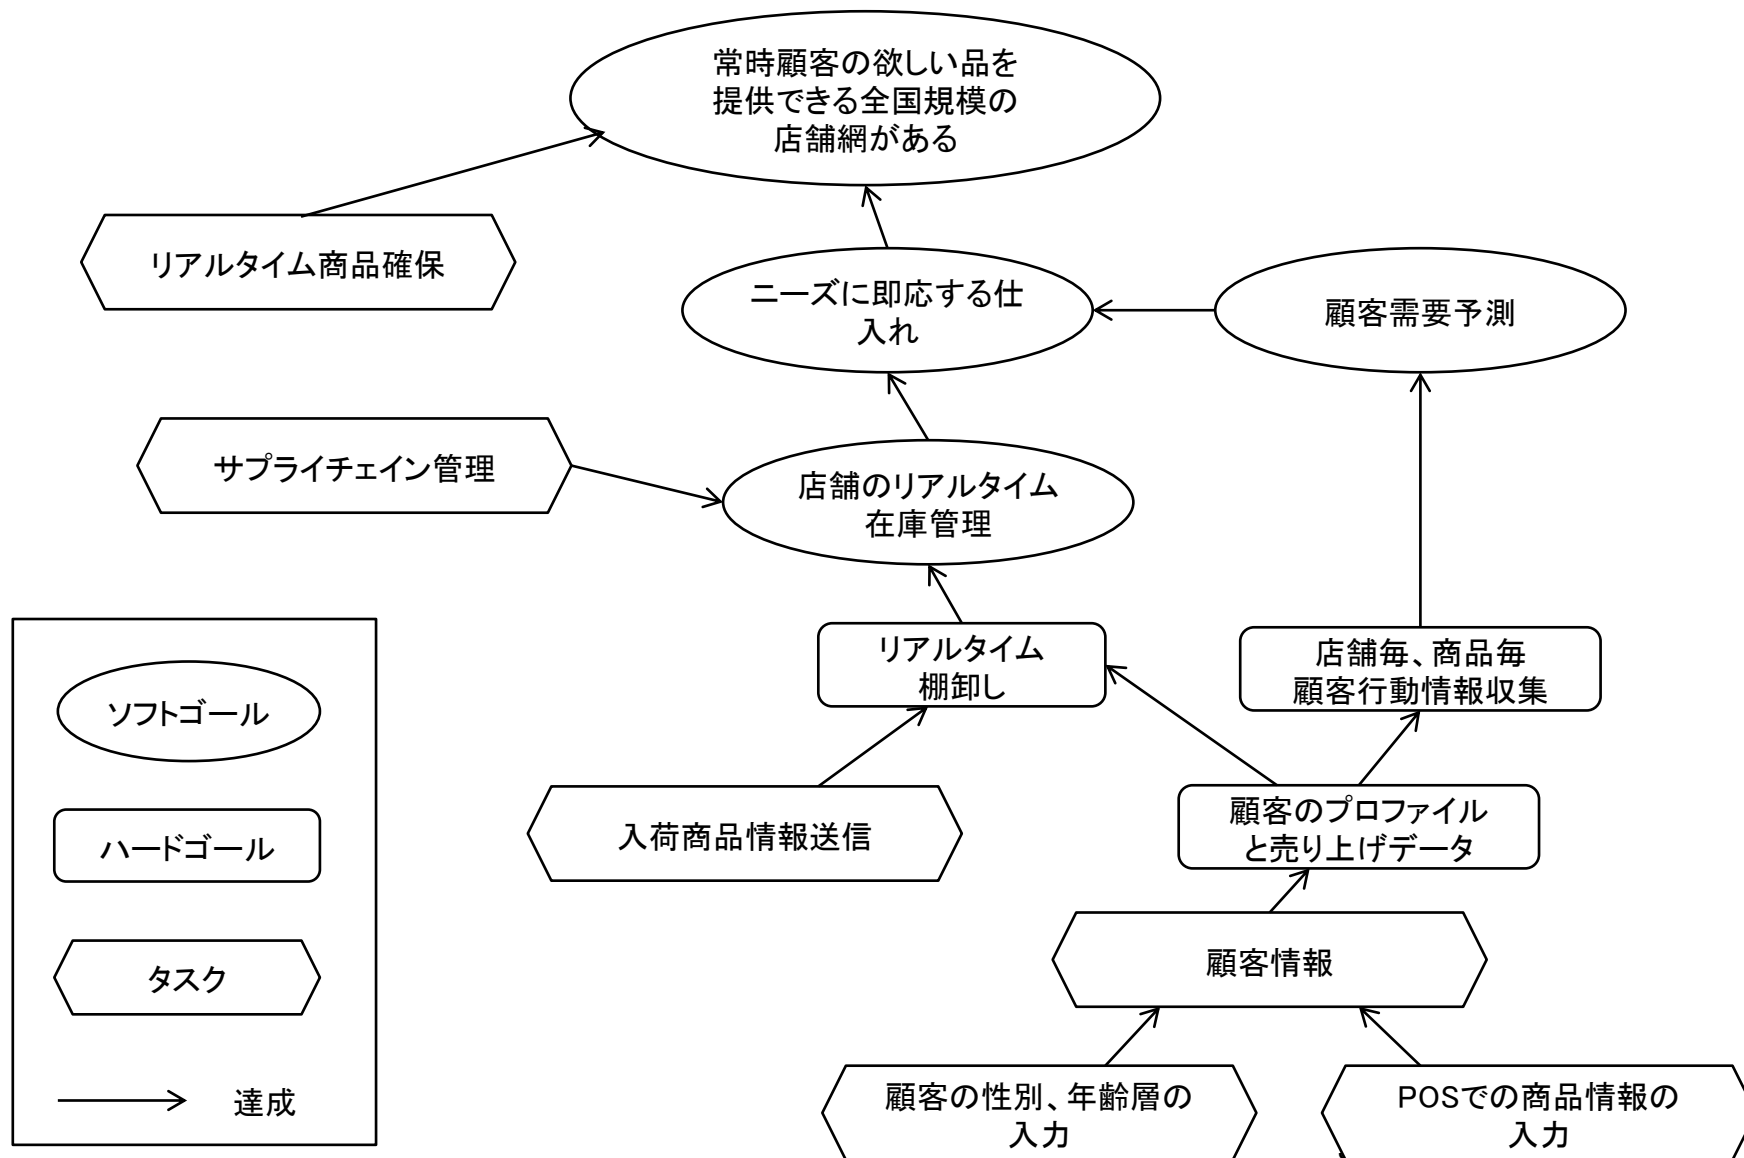 常時顧客の欲しい品を
提供できる全国規模の
店舗網がある
リアルタイム商品確保
ニーズに即応する仕
入れ
顧客需要予測
サプライチェイン管理
店舗のリアルタイム
在庫管理
リアルタイム
棚卸し
店舗毎、商品毎
顧客行動情報収集
ソフトゴール
ハードゴール
タスク
達成
入荷商品情報送信
顧客のプロファイル
と売り上げデータ
顧客情報
顧客の性別、年齢層の
入力
POSでの商品情報の
入力